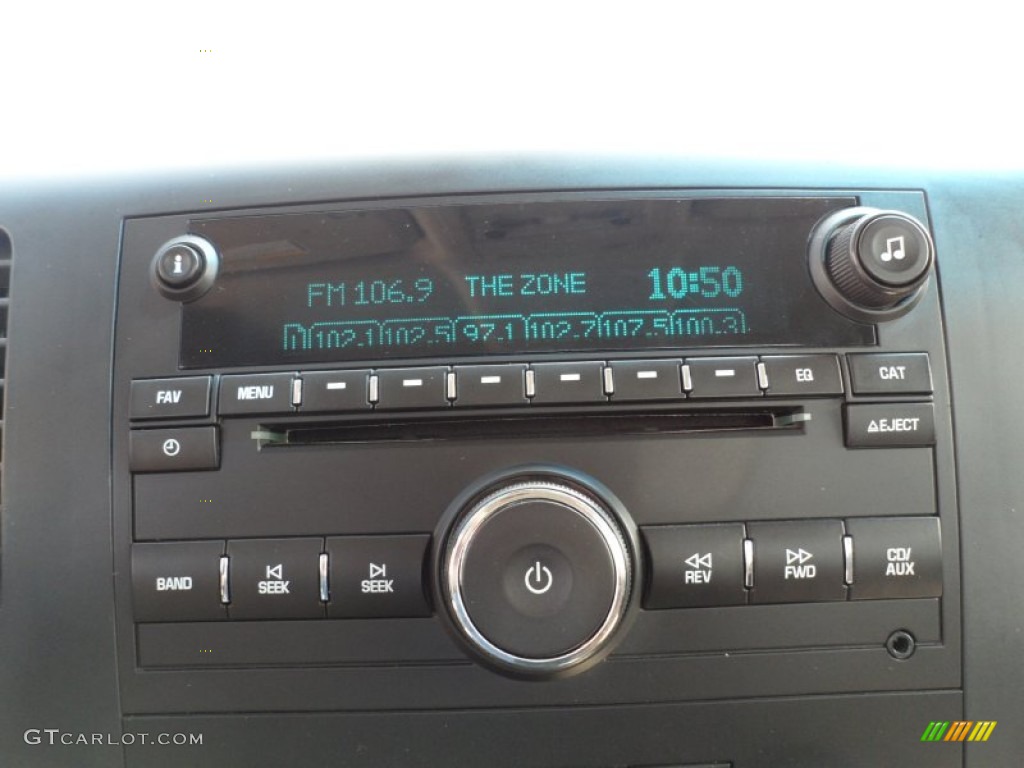 FM 106.9 THE ZONE 10:50
102.1 102.5 97.1 102.7 107.5 100.3
FAV MENU EQ CAT
▲EJECT
BAND SEEK SEEK REV FWD CD/
AUX
GTCARLOT.COM